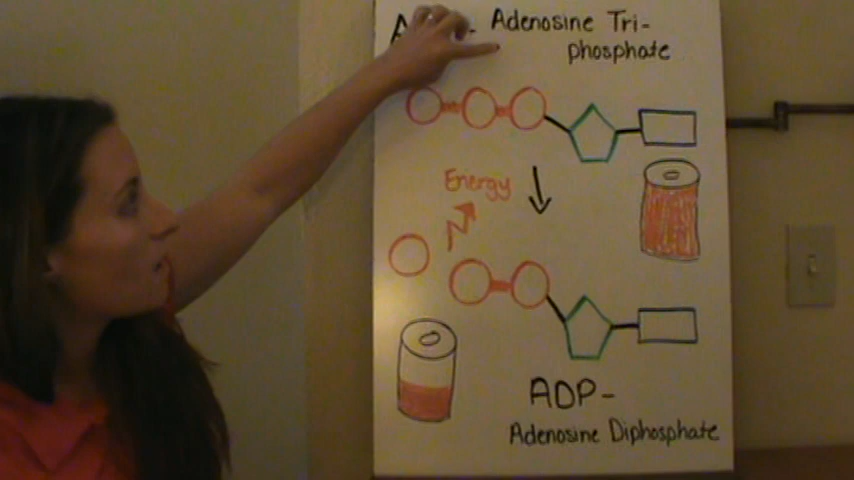 Adenosine Tri-
phosphate
Energy
ADP-
Adenosine Diphosphate